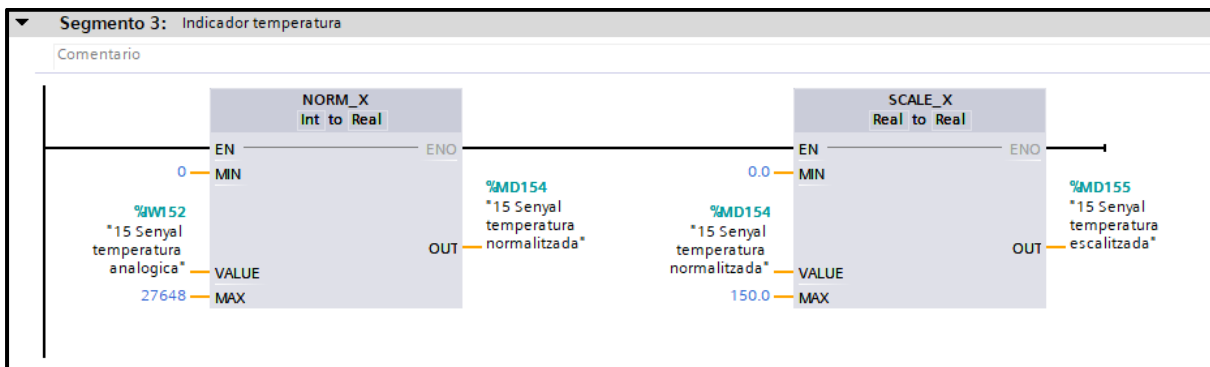 Segmento 3: Indicador temperatura
Comentario
NORM_X
Int to Real
EN
ENO
0
MIN
%IW152
"15 Senyal
temperatura
analogica"
VALUE
27648
MAX
OUT
%MD154
"15 Senyal
temperatura
normalitzada"
SCALE_X
Real to Real
EN
ENO
0.0
MIN
%MD154
"15 Senyal
temperatura
normalitzada"
VALUE
150.0
MAX
OUT
%MD155
"15 Senyal
temperatura
escalitzada"